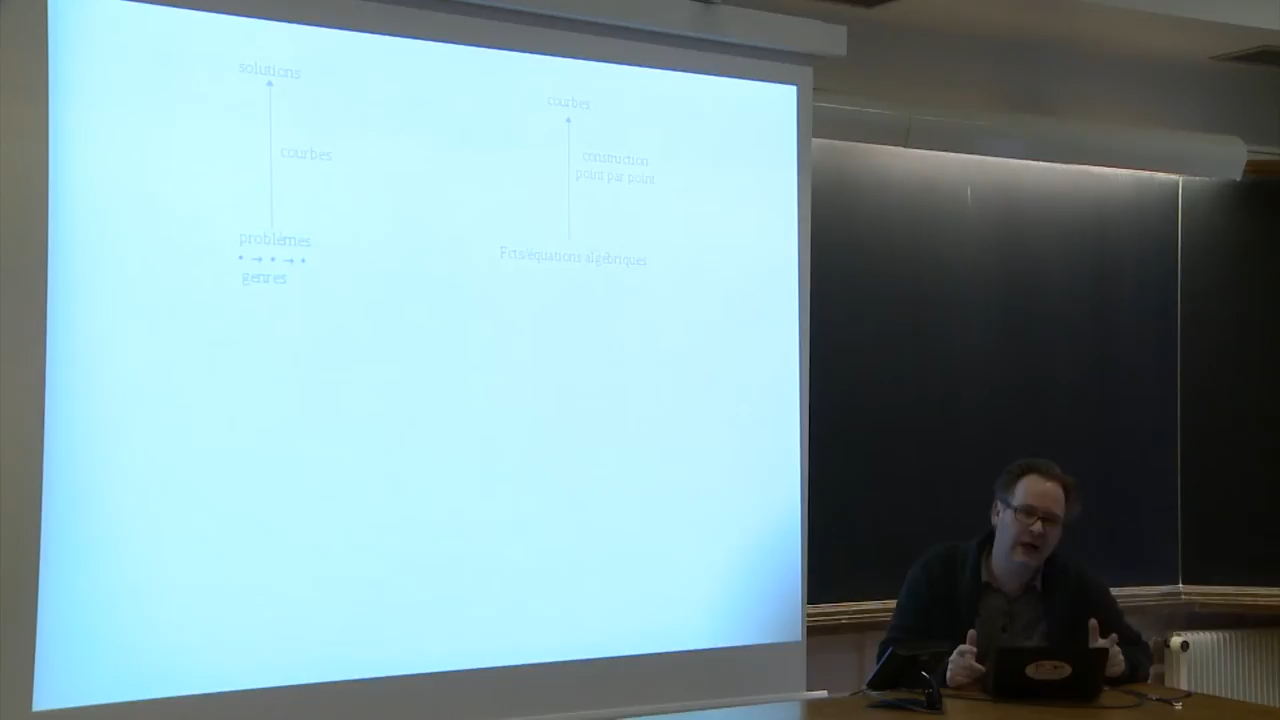 solutions
courbes
problèmes
• → • → •
genres
courbes
construction
point par point
Fcts/équations algébriques